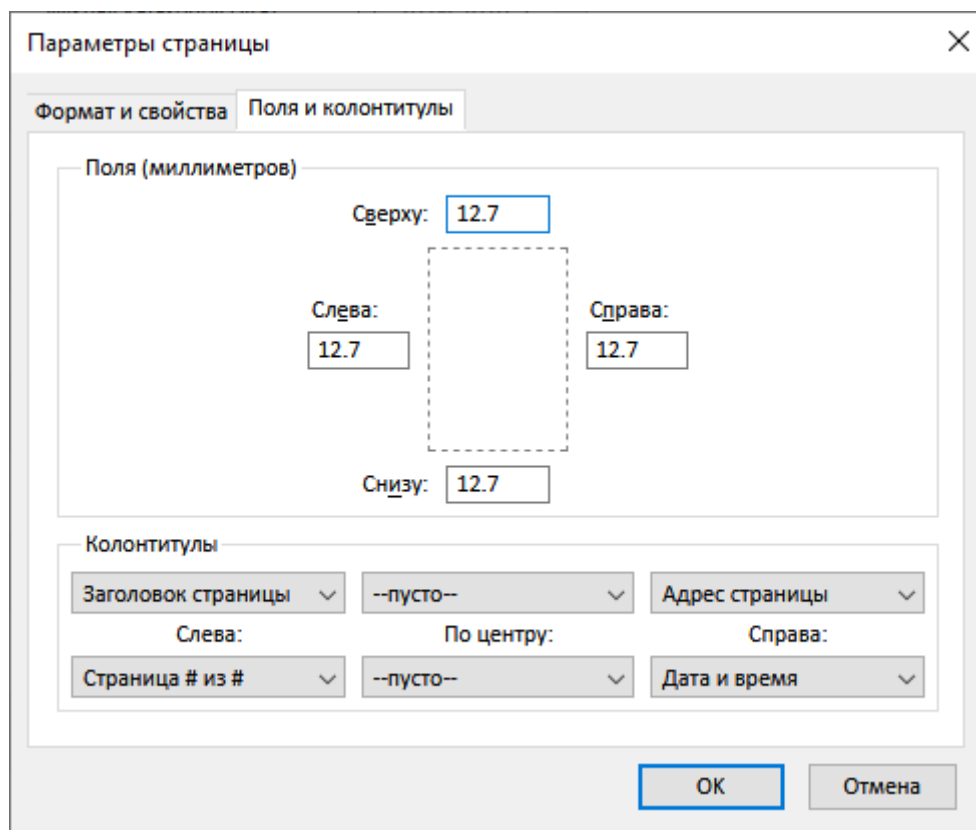 Параметры страницы
Формат и свойства Поля и колонтитулы
Поля (миллиметров)
Сверху: 12.7
Слева: Справа:
12.7 12.7
Снизу: 12.7
Колонтитулы
Заголовок страницы --пусто-- Адрес страницы
Слева: По центру: Справа:
Страница # из # --пусто-- Дата и время
OK Отмена